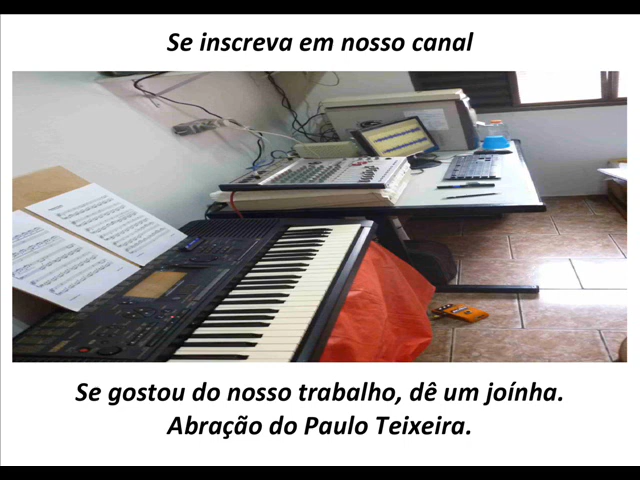 Se inscreva em nosso canal
Se gostou do nosso trabalho, dê um joínha.
Abração do Paulo Teixeira.